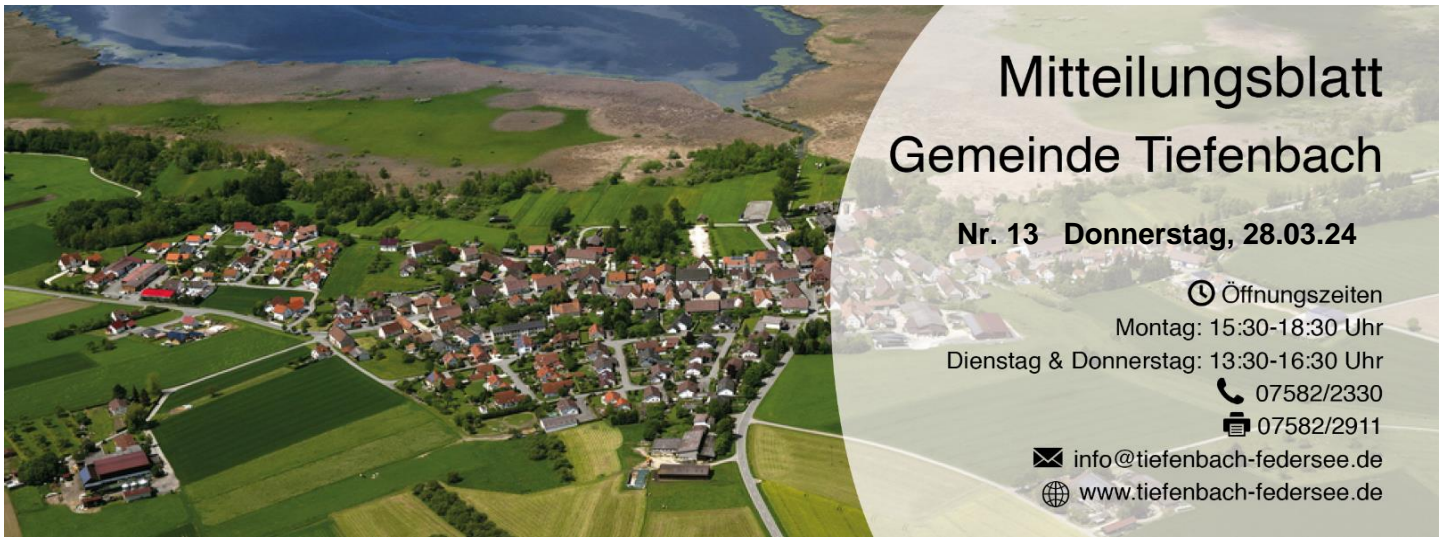 Mitteilungsblatt
Gemeinde Tiefenbach
Nr. 13 Donnerstag, 28.03.24
Öffnungszeiten
Montag: 15:30-18:30 Uhr
Dienstag & Donnerstag: 13:30-16:30 Uhr
07582/2330
07582/2911
info@tiefenbach-federsee.de
www.tiefenbach-federsee.de